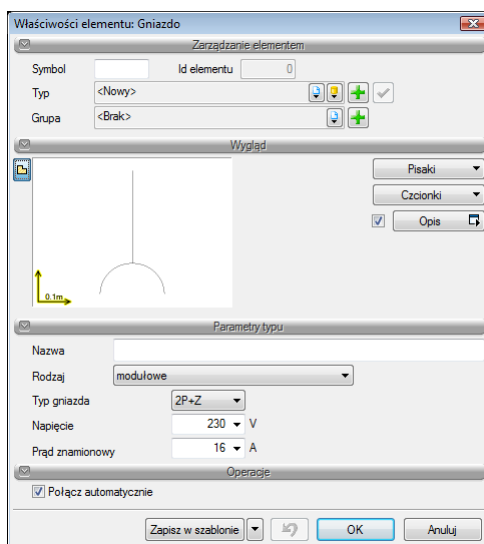 Właściwości elementu: Gniazdo
Zarządzanie elementem
Symbol Id elementu 0
Typ <Nowy>
Grupa <Brak>
Wygląd
Pisaki
Czcionki
Opis
0.1m
Parametry typu
Nazwa
Rodzaj modułowe
Typ gniazda 2P+Z
Napięcie 230 V
Prąd znamionowy 16 A
Operacje
Połącz automatycznie
Zapisz w szablonie OK Anuluj